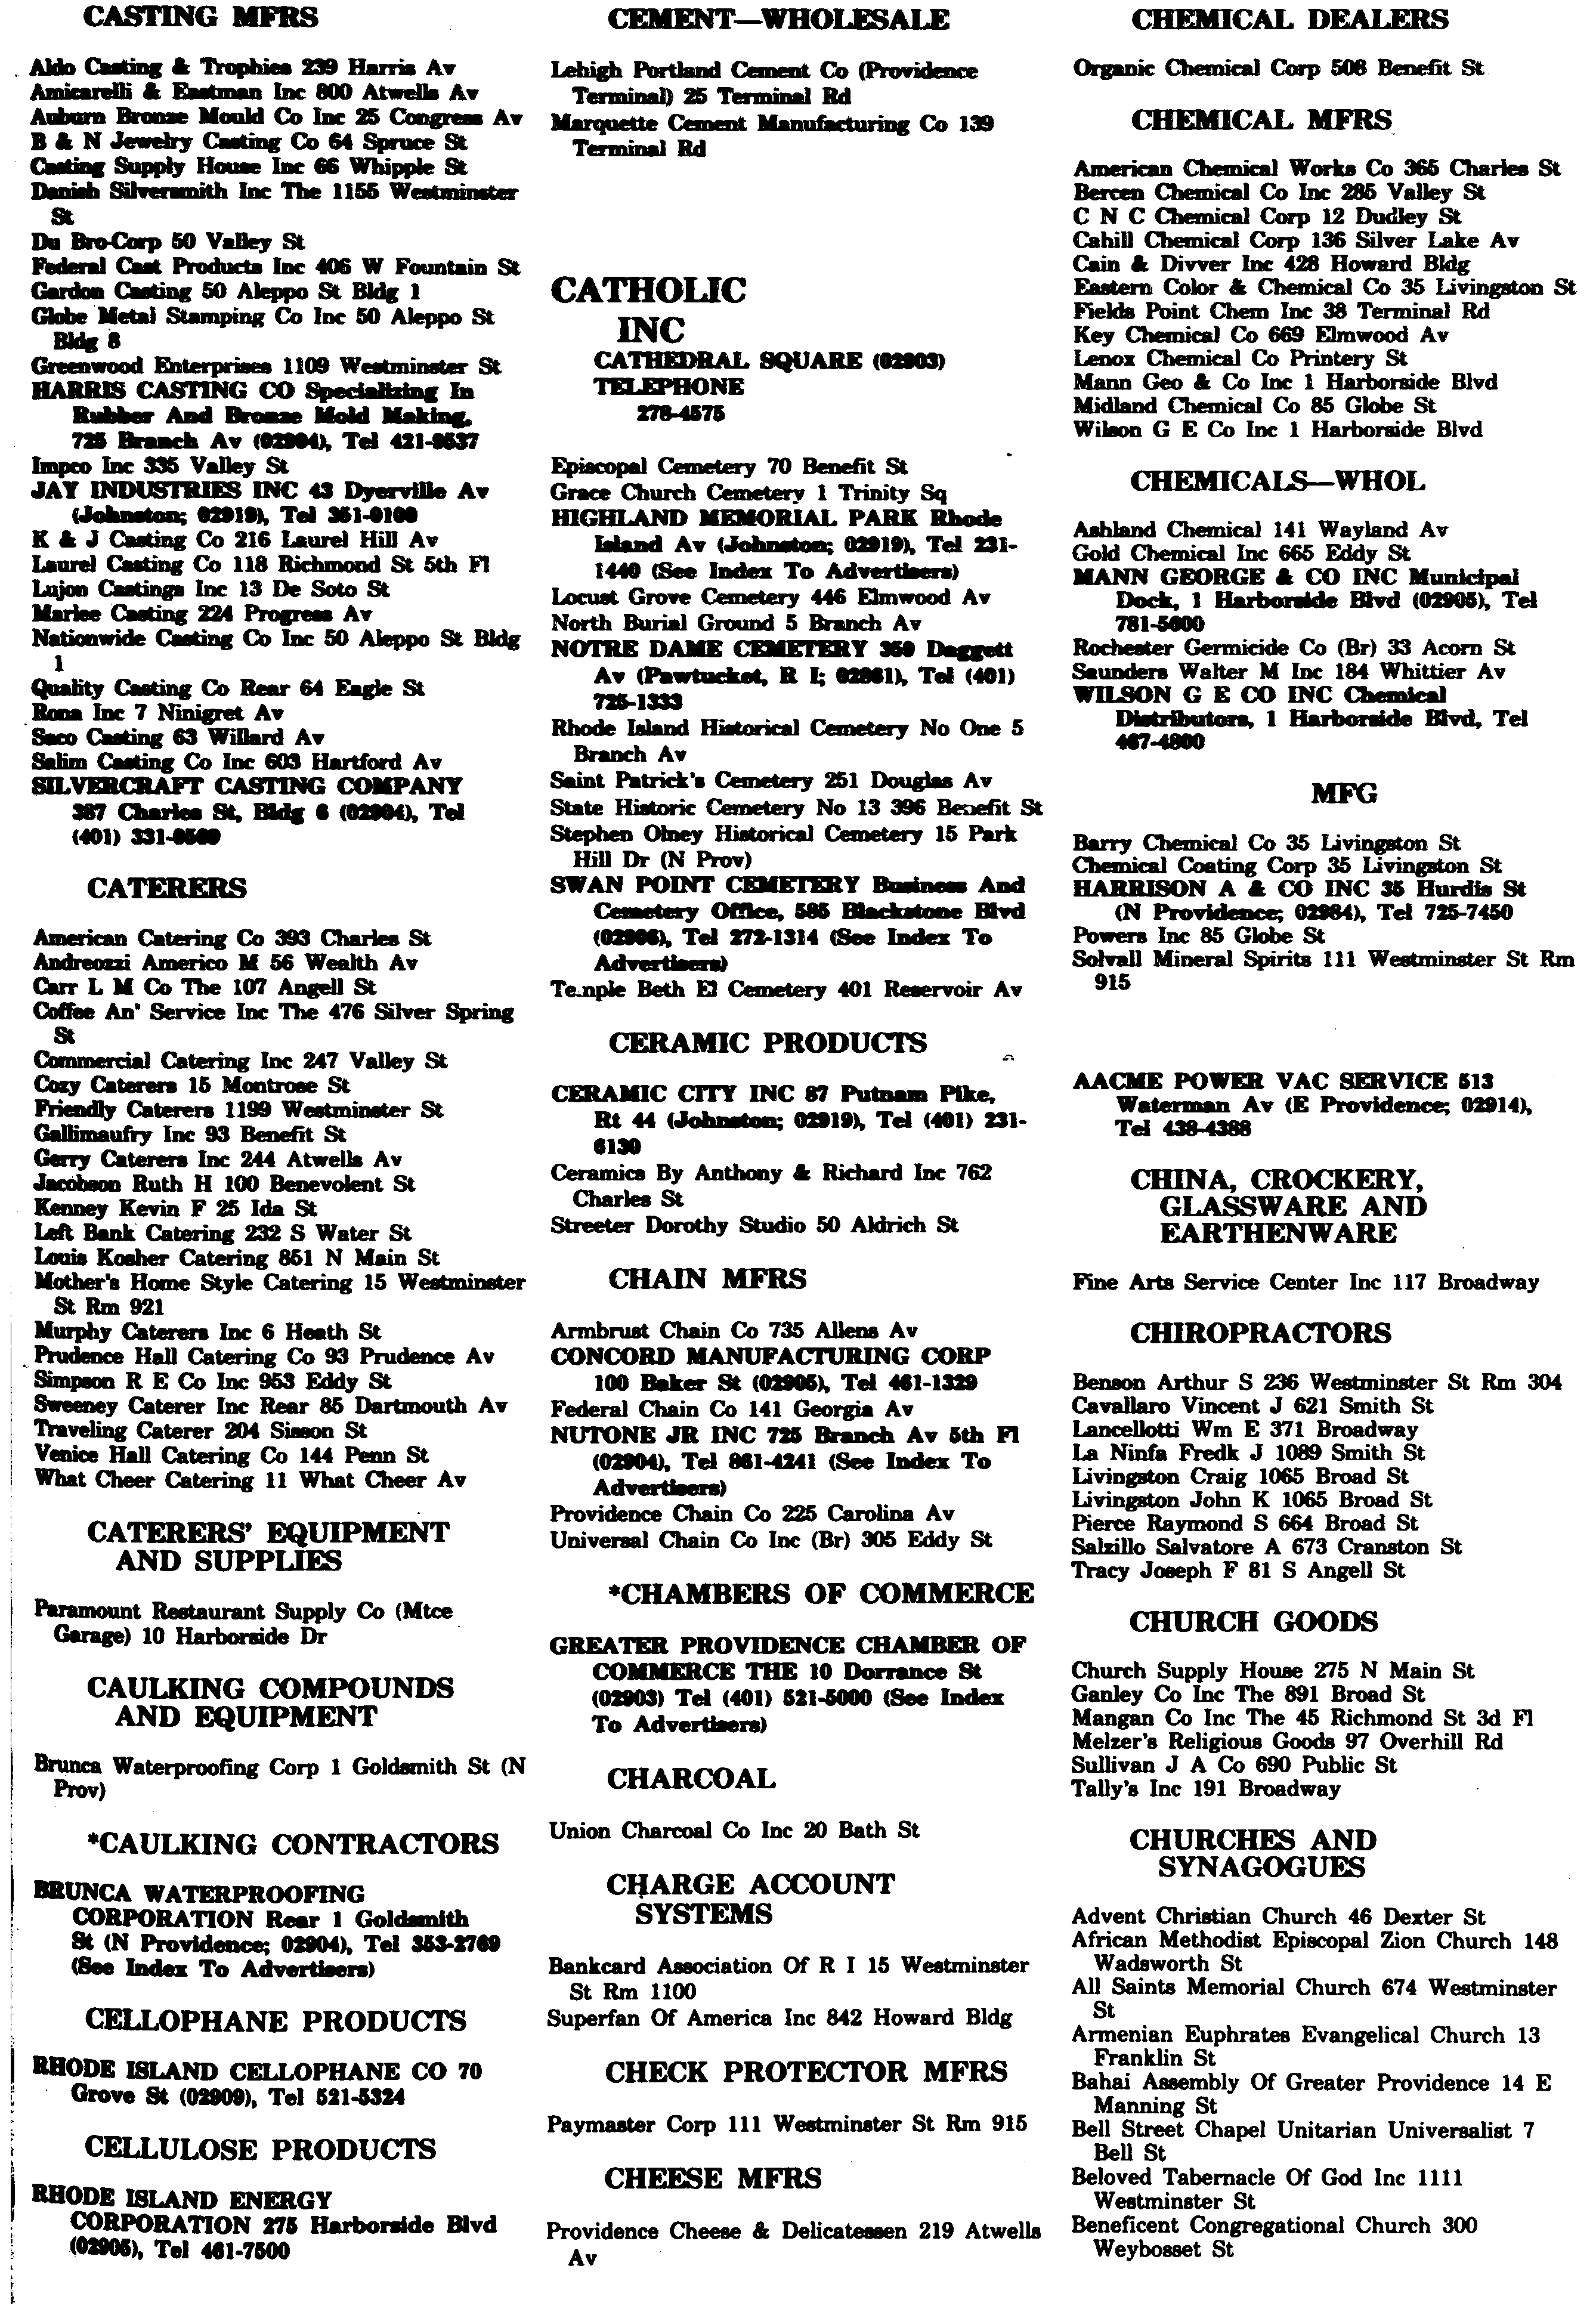 CASTING MFRS
Aldo Casting & Trophies 239 Harris Av
Amicarelli & Eastman Inc 800 Atwells Av
Auburn Bronze Mould Co Inc 25 Congress Av
B & N Jewelry Casting Co 64 Spruce St
Casting Supply House Inc 66 Whipple St
Danish Silversmith Inc The 1155 Westminster
St
Du Bro-Corp 50 Valley St
Federal Cast Products Inc 406 W Fountain St
Gardon Casting 50 Aleppo St Bldg 1
Globe Metal Stamping Co Inc 50 Aleppo St
Bldg 8
Greenwood Enterprises 1109 Westminster St
HARRIS CASTING CO Specializing In
Rubber And Bronze Mold Making,
725 Branch Av (02904), Tel 421-9537
Impco Inc 335 Valley St
JAY INDUSTRIES INC 43 Dyerville Av
(Johnston; 02919), Tel 351-0100
K & J Casting Co 216 Laurel Hill Av
Laurel Casting Co 118 Richmond St 5th Fl
Lujon Castings Inc 13 De Soto St
Marlee Casting 224 Progress Av
Nationwide Casting Co Inc 50 Aleppo St Bldg
1
Quality Casting Co Rear 64 Eagle St
Rona Inc 7 Ninigret Av
Saco Casting 63 Willard Av
Salim Casting Co Inc 603 Hartford Av
SILVERCRAFT CASTING COMPANY
387 Charles St, Bldg 6 (02904), Tel
(401) 331-9569
CATERERS
American Catering Co 393 Charles St
Andreozzi Americo M 56 Wealth Av
Carr L M Co The 107 Angell St
Coffee An' Service Inc The 476 Silver Spring
St
Commercial Catering Inc 247 Valley St
Cozy Caterers 15 Montrose St
Friendly Caterers 1199 Westminster St
Gallimaufry Inc 93 Benefit St
Gerry Caterers Inc 244 Atwells Av
Jacobson Ruth H 100 Benevolent St
Kenney Kevin F 25 Ida St
Left Bank Catering 232 S Water St
Louis Kosher Catering 851 N Main St
Mother's Home Style Catering 15 Westminster
St Rm 921
Murphy Caterers Inc 6 Heath St
Prudence Hall Catering Co 93 Prudence Av
Simpson R E Co Inc 953 Eddy St
Sweeney Caterer Inc Rear 85 Dartmouth Av
Traveling Caterer 204 Sisson St
Venice Hall Catering Co 144 Penn St
What Cheer Catering 11 What Cheer Av
CATERERS' EQUIPMENT
AND SUPPLIES
Paramount Restaurant Supply Co (Mtce
Garage) 10 Harborside Dr
CAULKING COMPOUNDS
AND EQUIPMENT
Brunca Waterproofing Corp 1 Goldsmith St (N
Prov)
*CAULKING CONTRACTORS
BRUNCA WATERPROOFING
CORPORATION Rear 1 Goldsmith
St (N Providence; 02904), Tel 353-2769
(See Index To Advertisers)
CELLOPHANE PRODUCTS
RHODE ISLAND CELLOPHANE CO 70
Grove St (02909), Tel 521-5324
CELLULOSE PRODUCTS
RHODE ISLAND ENERGY
CORPORATION 275 Harborside Blvd
(02905), Tel 461-7500
CEMENT—WHOLESALE
Lehigh Portland Cement Co (Providence
Terminal) 25 Terminal Rd
Marquette Cement Manufacturing Co 139
Terminal Rd
CATHOLIC
INC
CATHEDRAL SQUARE (02903)
TELEPHONE
278-4575
Episcopal Cemetery 70 Benefit St
Grace Church Cemetery 1 Trinity Sq
HIGHLAND MEMORIAL PARK Rhode
Island Av (Johnston; 02919), Tel 231-
1440 (See Index To Advertisers)
Locust Grove Cemetery 446 Elmwood Av
North Burial Ground 5 Branch Av
NOTRE DAME CEMETERY 359 Daggett
Av (Pawtucket, R I; 02861), Tel (401)
725-1333
Rhode Island Historical Cemetery No One 5
Branch Av
Saint Patrick's Cemetery 251 Douglas Av
State Historic Cemetery No 13 396 Benefit St
Stephen Olney Historical Cemetery 15 Park
Hill Dr (N Prov)
SWAN POINT CEMETERY Business And
Cemetery Office, 585 Blackstone Blvd
(02906), Tel 272-1314 (See Index To
Advertisers)
Temple Beth El Cemetery 401 Reservoir Av
CERAMIC PRODUCTS
CERAMIC CITY INC 87 Putnam Pike,
Rt 44 (Johnston; 02919), Tel (401) 231-
6130
Ceramics By Anthony & Richard Inc 762
Charles St
Streeter Dorothy Studio 50 Aldrich St
CHAIN MFRS
Armbrust Chain Co 735 Allens Av
CONCORD MANUFACTURING CORP
100 Baker St (02905), Tel 461-1329
Federal Chain Co 141 Georgia Av
NUTONE JR INC 725 Branch Av 5th Fl
(02904), Tel 861-4241 (See Index To
Advertisers)
Providence Chain Co 225 Carolina Av
Universal Chain Co Inc (Br) 305 Eddy St
*CHAMBERS OF COMMERCE
GREATER PROVIDENCE CHAMBER OF
COMMERCE THE 10 Dorrance St
(02903) Tel (401) 521-5000 (See Index
To Advertisers)
CHARCOAL
Union Charcoal Co Inc 20 Bath St
CHARGE ACCOUNT
SYSTEMS
Bankcard Association Of R I 15 Westminster
St Rm 1100
Superfan Of America Inc 842 Howard Bldg
CHECK PROTECTOR MFRS
Paymaster Corp 111 Westminster St Rm 915
CHEESE MFRS
Providence Cheese & Delicatessen 219 Atwells
Av
CHEMICAL DEALERS
Organic Chemical Corp 508 Benefit St
CHEMICAL MFRS
American Chemical Works Co 365 Charles St
Bercen Chemical Co Inc 285 Valley St
C N C Chemical Corp 12 Dudley St
Cahill Chemical Corp 136 Silver Lake Av
Cain & Divver Inc 428 Howard Bldg
Eastern Color & Chemical Co 35 Livingston St
Fields Point Chem Inc 38 Terminal Rd
Key Chemical Co 669 Elmwood Av
Lenox Chemical Co Printery St
Mann Geo & Co Inc 1 Harborside Blvd
Midland Chemical Co 85 Globe St
Wilson G E Co Inc 1 Harborside Blvd
CHEMICALS—WHOL
Ashland Chemical 141 Wayland Av
Gold Chemical Inc 665 Eddy St
MANN GEORGE & CO INC Municipal
Dock, 1 Harborside Blvd (02905), Tel
781-5600
Rochester Germicide Co (Br) 33 Acorn St
Saunders Walter M Inc 184 Whittier Av
WILSON G E CO INC Chemical
Distributors, 1 Harborside Blvd, Tel
467-4800
MFG
Barry Chemical Co 35 Livingston St
Chemical Coating Corp 35 Livingston St
HARRISON A & CO INC 35 Hurdis St
(N Providence; 02984), Tel 725-7450
Powers Inc 85 Globe St
Solvall Mineral Spirits 111 Westminster St Rm
915
AACME POWER VAC SERVICE 513
Waterman Av (E Providence; 02914),
Tel 438-4388
CHINA, CROCKERY,
GLASSWARE AND
EARTHENWARE
Fine Arts Service Center Inc 117 Broadway
CHIROPRACTORS
Benson Arthur S 236 Westminster St Rm 304
Cavallaro Vincent J 621 Smith St
Lancellotti Wm E 371 Broadway
La Ninfa Fredk J 1089 Smith St
Livingston Craig 1065 Broad St
Livingston John K 1065 Broad St
Pierce Raymond S 664 Broad St
Salzillo Salvatore A 673 Cranston St
Tracy Joseph F 81 S Angell St
CHURCH GOODS
Church Supply House 275 N Main St
Ganley Co Inc The 891 Broad St
Mangan Co Inc The 45 Richmond St 3d Fl
Melzer's Religious Goods 97 Overhill Rd
Sullivan J A Co 690 Public St
Tally's Inc 191 Broadway
CHURCHES AND
SYNAGOGUES
Advent Christian Church 46 Dexter St
African Methodist Episcopal Zion Church 148
Wadsworth St
All Saints Memorial Church 674 Westminster
St
Armenian Euphrates Evangelical Church 13
Franklin St
Bahai Assembly Of Greater Providence 14 E
Manning St
Bell Street Chapel Unitarian Universalist 7
Bell St
Beloved Tabernacle Of God Inc 1111
Westminster St
Beneficent Congregational Church 300
Weybosset St